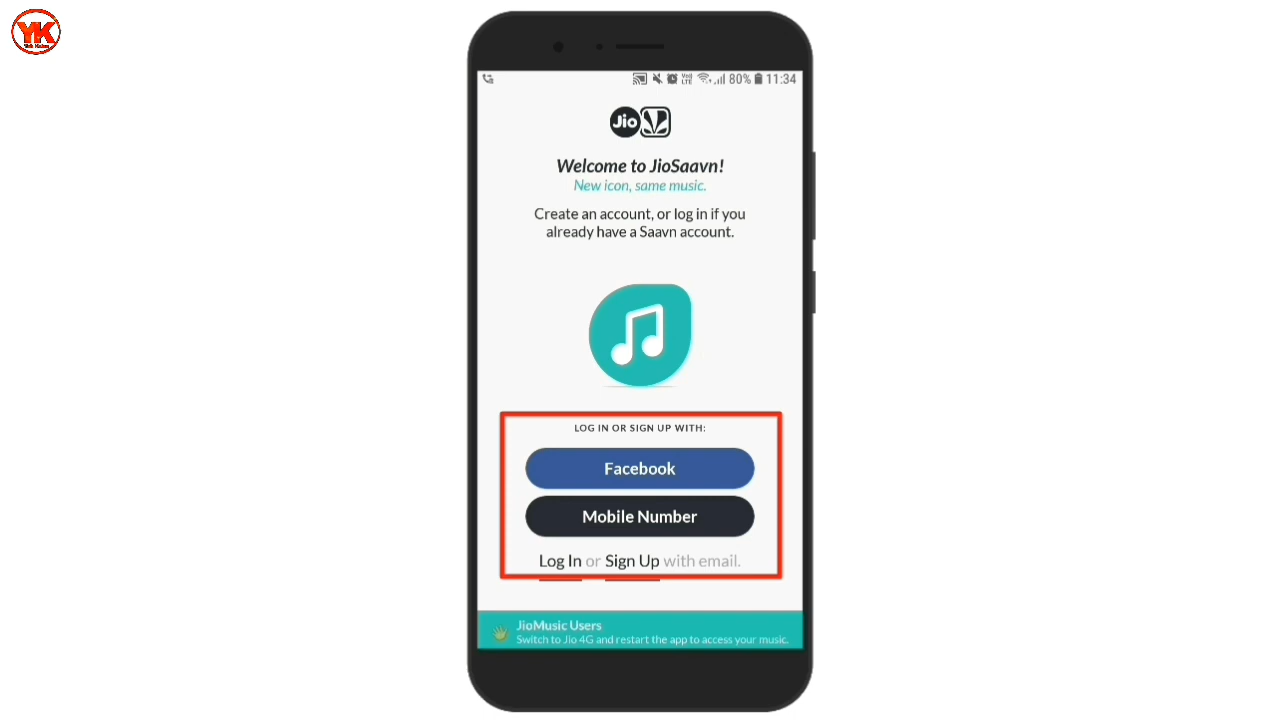 YK
80% 11:34
Jio
Welcome to JioSaavn!
New icon, same music.
Create an account, or log in if you
already have a Saavn account.
LOG IN OR SIGN UP WITH:
Facebook
Mobile Number
Log In or Sign Up with email.
JioMusic Users
Switch to Jio 4G and restart the app to access your music.